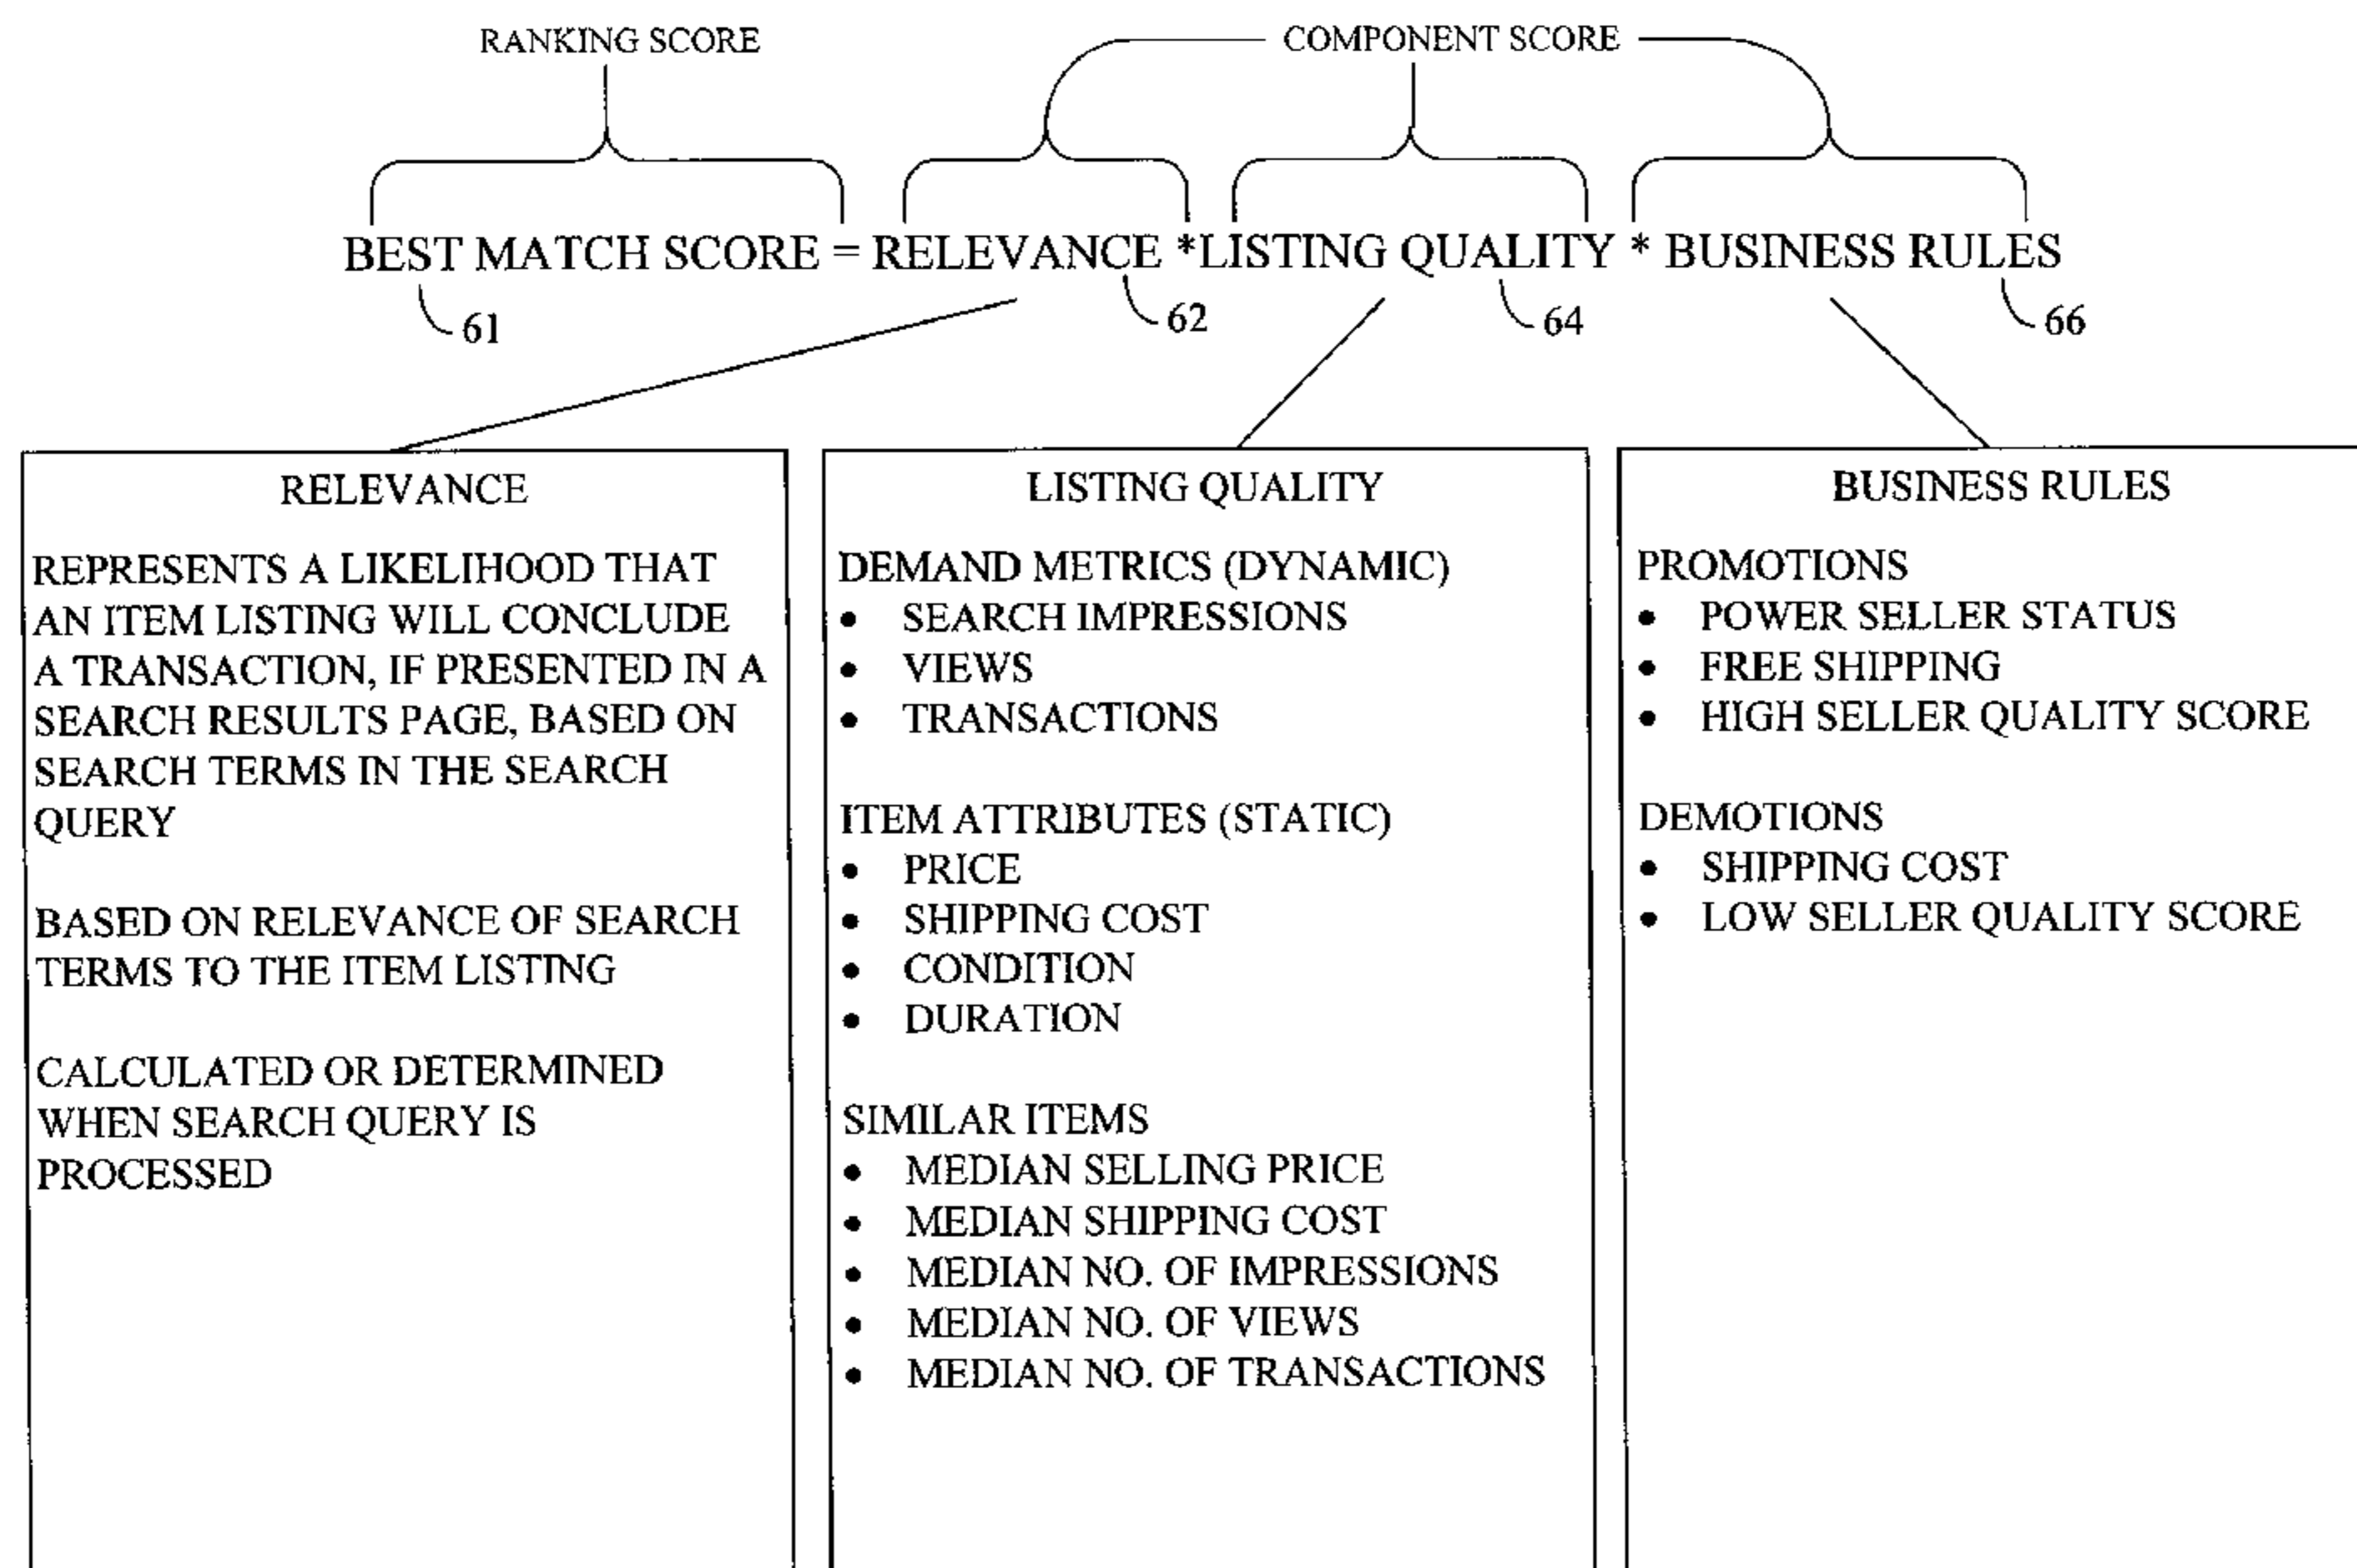 RANKING SCORE
COMPONENT SCORE
BEST MATCH SCORE = RELEVANCE *LISTING QUALITY * BUSINESS RULES
61
62
64
66
RELEVANCE
REPRESENTS A LIKELIHOOD THAT
AN ITEM LISTING WILL CONCLUDE
A TRANSACTION, IF PRESENTED IN A
SEARCH RESULTS PAGE, BASED ON
SEARCH TERMS IN THE SEARCH
QUERY
BASED ON RELEVANCE OF SEARCH
TERMS TO THE ITEM LISTING
CALCULATED OR DETERMINED
WHEN SEARCH QUERY IS
PROCESSED
LISTING QUALITY
DEMAND METRICS (DYNAMIC)
• SEARCH IMPRESSIONS
• VIEWS
• TRANSACTIONS
ITEM ATTRIBUTES (STATIC)
• PRICE
• SHIPPING COST
• CONDITION
• DURATION
SIMILAR ITEMS
• MEDIAN SELLING PRICE
• MEDIAN SHIPPING COST
• MEDIAN NO. OF IMPRESSIONS
• MEDIAN NO. OF VIEWS
• MEDIAN NO. OF TRANSACTIONS
BUSINESS RULES
PROMOTIONS
• POWER SELLER STATUS
• FREE SHIPPING
• HIGH SELLER QUALITY SCORE
DEMOTIONS
• SHIPPING COST
• LOW SELLER QUALITY SCORE